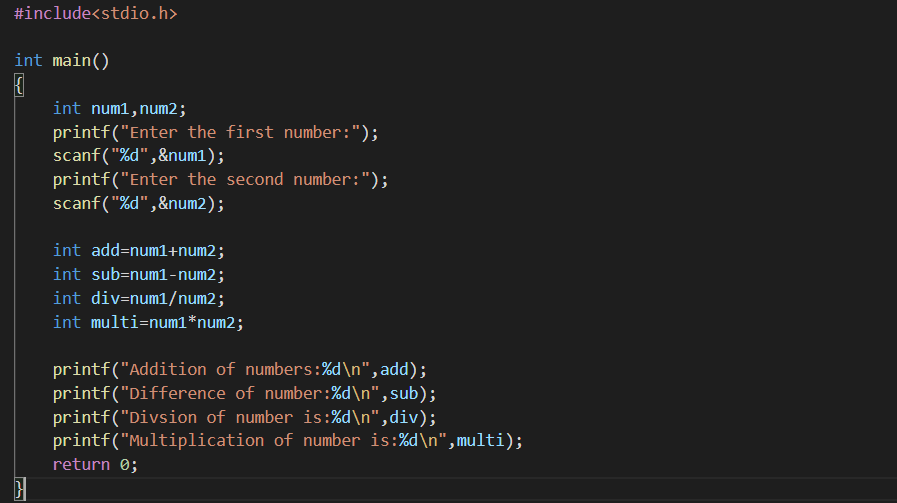 #include<stdio.h>
int main()
{
int num1,num2;
printf("Enter the first number:");
scanf("%d",&num1);
printf("Enter the second number:");
scanf("%d",&num2);
int add=num1+num2;
int sub=num1-num2;
int div=num1/num2;
int multi=num1*num2;
printf("Addition of numbers:%d\n",add);
printf("Difference of number:%d\n",sub);
printf("Divsion of number is:%d\n",div);
printf("Multiplication of number is:%d\n",multi);
return 0;
}